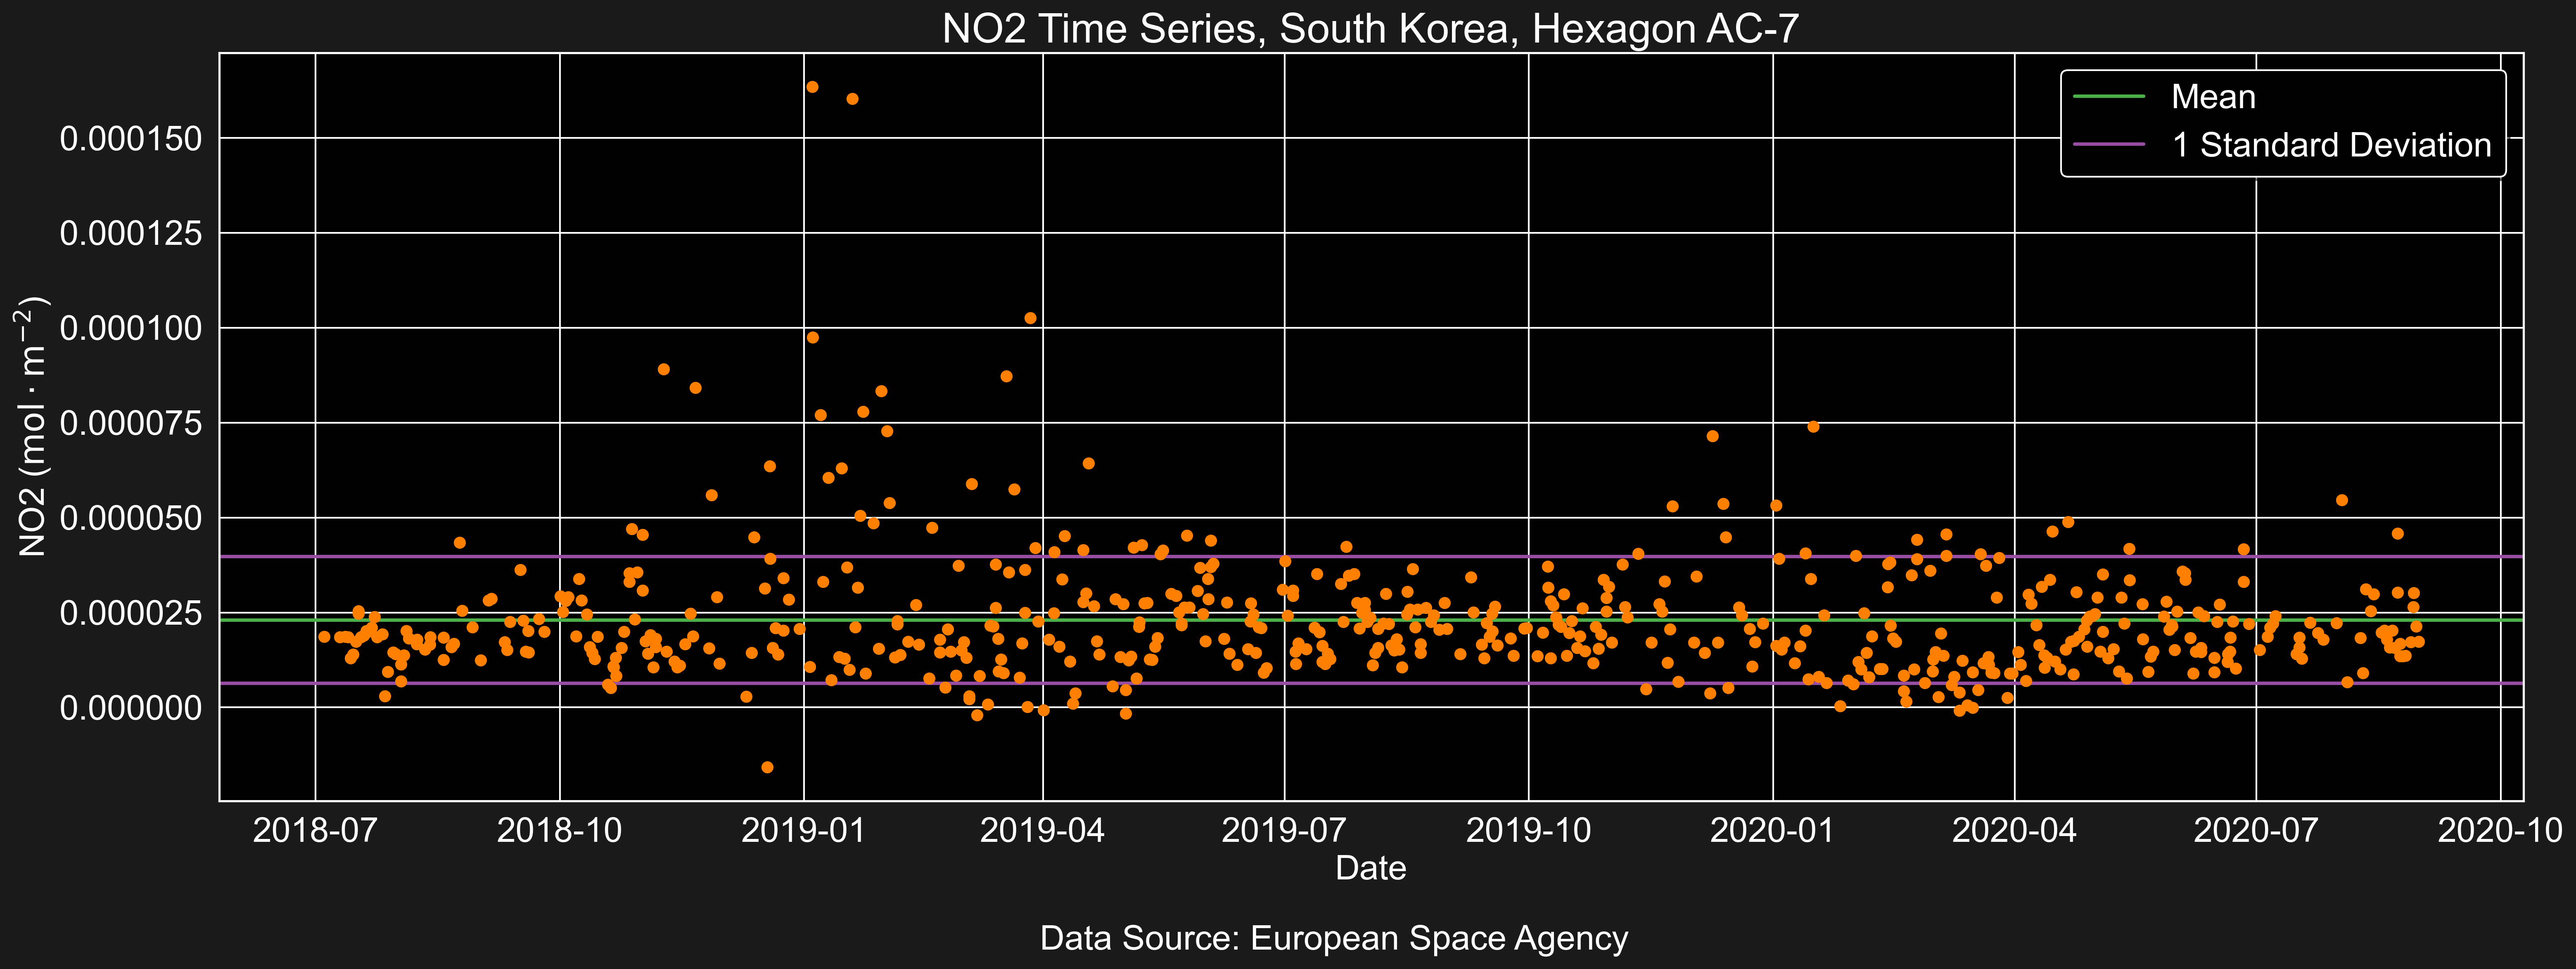 NO2 Time Series, South Korea, Hexagon AC-7
Mean
1 Standard Deviation
NO2 (mol · m⁻²)
0.000150
0.000125
0.000100
0.000075
0.000050
0.000025
0.000000
2018-07 2018-10 2019-01 2019-04 2019-07 2019-10 2020-01 2020-04 2020-07 2020-10
Date
Data Source: European Space Agency